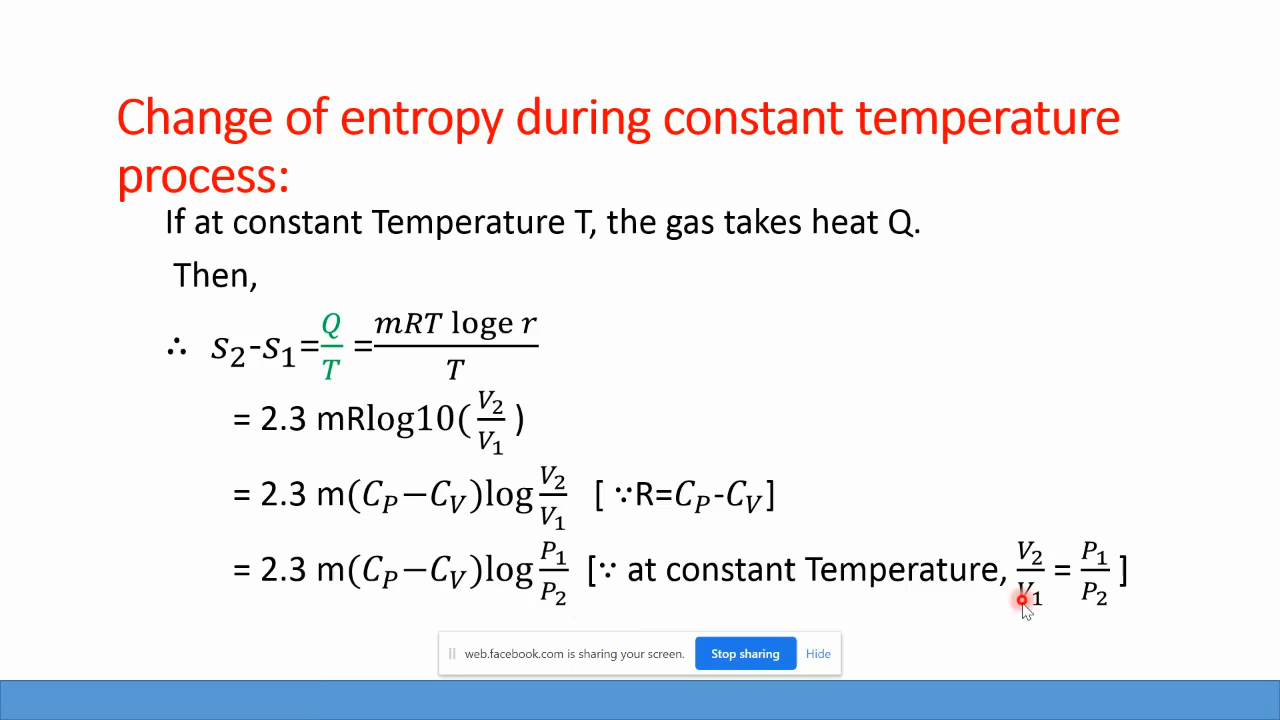 Change of entropy during constant temperature
process:
If at constant Temperature T, the gas takes heat Q.
Then,
∴ s₂-s₁=Q/T =mRT loge r/T
= 2.3 mRlog10(V₂/V₁)
= 2.3 m(C_P−C_V)log V₂/V₁ [ ∵R=C_P-C_V]
= 2.3 m(C_P−C_V)log P₁/P₂ [∵ at constant Temperature, V₂/V₁ = P₁/P₂ ]
web.facebook.com is sharing your screen. Stop sharing Hide